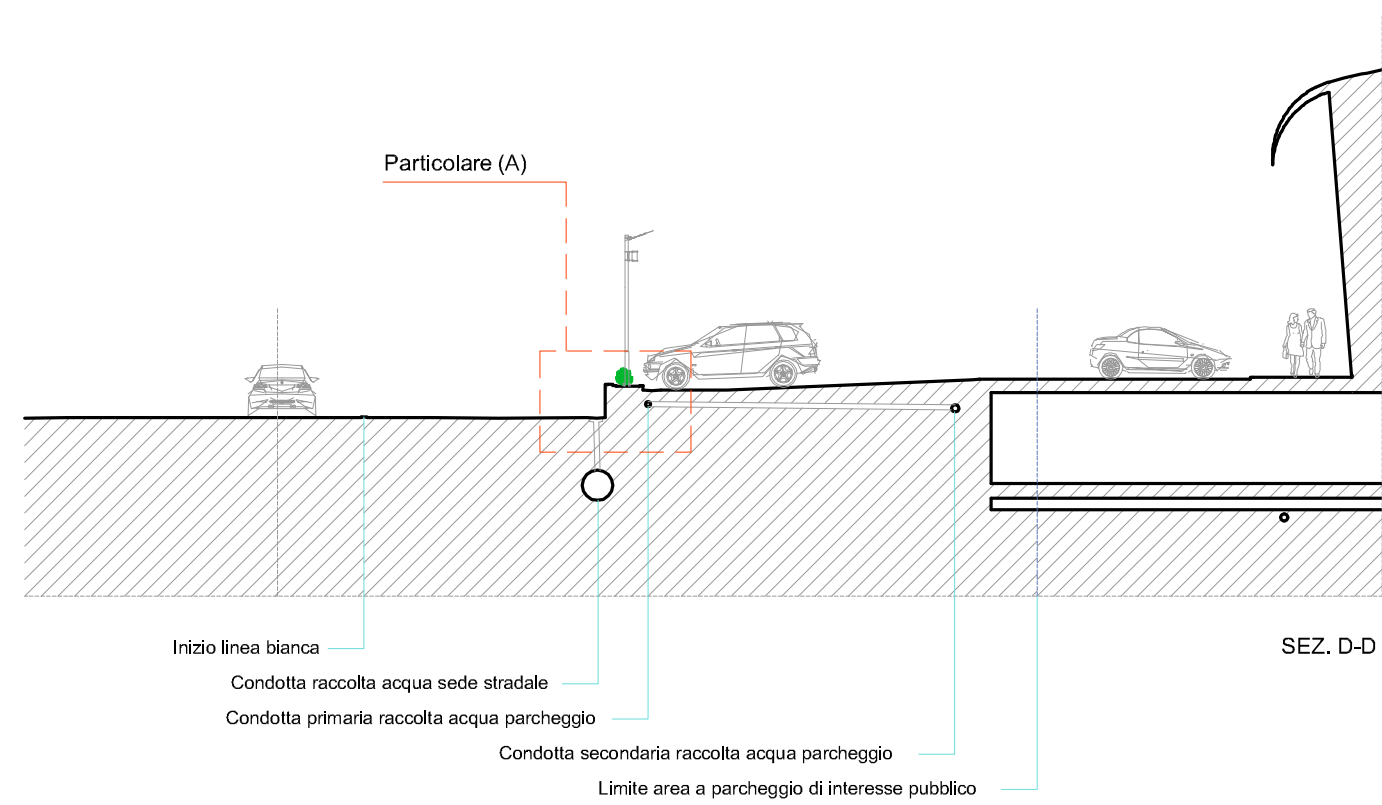 Particolare (A)
Inizio linea bianca
SEZ. D-D
Condotta raccolta acqua sede stradale
Condotta primaria raccolta acqua parcheggio
Condotta secondaria raccolta acqua parcheggio
Limite area a parcheggio di interesse pubblico